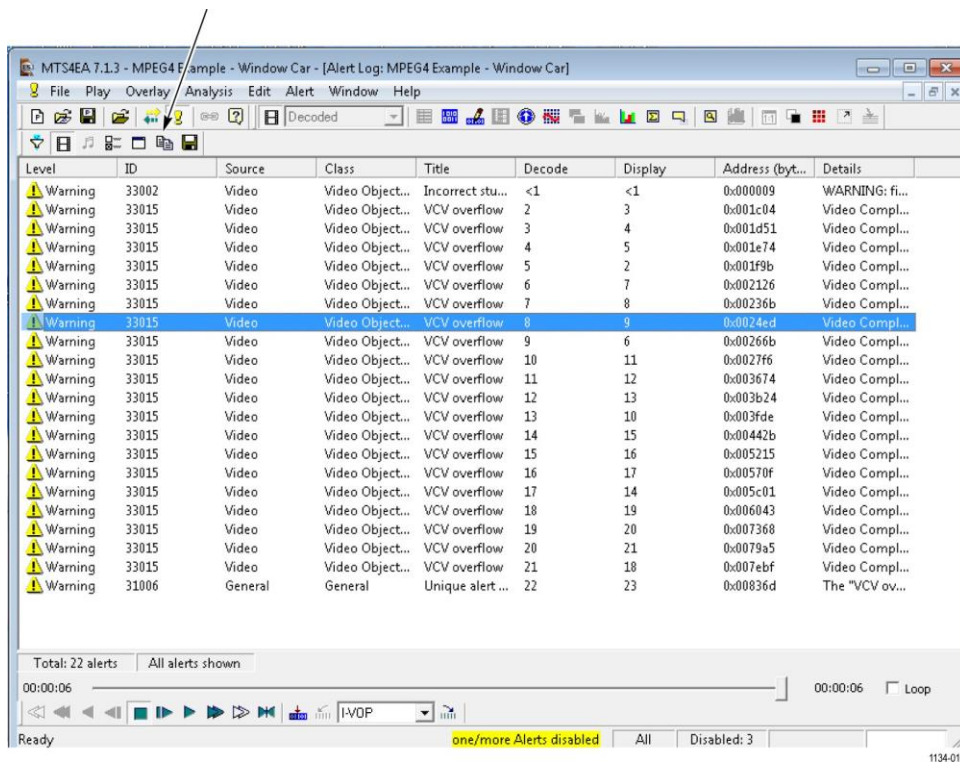 MTS4EA 7.1.3 - MPEG4 Example - Window Car - [Alert Log: MPEG4 Example - Window Car]
File Play Overlay Analysis Edit Alert Window Help
Decoded
Level ID Source Class Title Decode Display Address (byt... Details
Warning 33002 Video Video Object... Incorrect stu... <1 <1 0x000009 WARNING: fi...
Warning 33015 Video Video Object... VCV overflow 2 3 0x001c04 Video Compl...
Warning 33015 Video Video Object... VCV overflow 3 4 0x001d51 Video Compl...
Warning 33015 Video Video Object... VCV overflow 4 5 0x001e74 Video Compl...
Warning 33015 Video Video Object... VCV overflow 5 2 0x001f9b Video Compl...
Warning 33015 Video Video Object... VCV overflow 6 7 0x002126 Video Compl...
Warning 33015 Video Video Object... VCV overflow 7 8 0x00236b Video Compl...
Warning 33015 Video Video Object... VCV overflow 8 9 0x0024ed Video Compl...
Warning 33015 Video Video Object... VCV overflow 9 6 0x00266b Video Compl...
Warning 33015 Video Video Object... VCV overflow 10 11 0x0027f6 Video Compl...
Warning 33015 Video Video Object... VCV overflow 11 12 0x003674 Video Compl...
Warning 33015 Video Video Object... VCV overflow 12 13 0x003b24 Video Compl...
Warning 33015 Video Video Object... VCV overflow 13 10 0x003fde Video Compl...
Warning 33015 Video Video Object... VCV overflow 14 15 0x00442b Video Compl...
Warning 33015 Video Video Object... VCV overflow 15 16 0x005215 Video Compl...
Warning 33015 Video Video Object... VCV overflow 16 17 0x00570f Video Compl...
Warning 33015 Video Video Object... VCV overflow 17 14 0x005c01 Video Compl...
Warning 33015 Video Video Object... VCV overflow 18 19 0x006043 Video Compl...
Warning 33015 Video Video Object... VCV overflow 19 20 0x007368 Video Compl...
Warning 33015 Video Video Object... VCV overflow 20 21 0x0079a5 Video Compl...
Warning 33015 Video Video Object... VCV overflow 21 18 0x007ebf Video Compl...
Warning 31006 General General Unique alert ... 22 23 0x00836d The "VCV ov...
Total: 22 alerts All alerts shown
00:00:06 00:00:06 Loop
I-VOP
Ready one/more Alerts disabled All Disabled: 3
1134-01